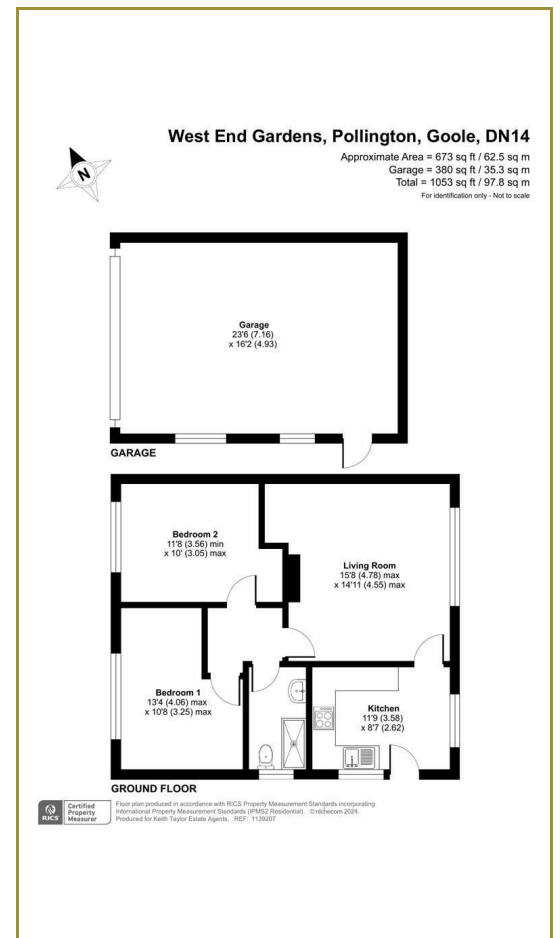 West End Gardens, Pollington, Goole, DN14
Approximate Area = 673 sq ft / 62.5 sq m
Garage = 380 sq ft / 35.3 sq m
Total = 1053 sq ft / 97.8 sq m
For identification only - Not to scale
N
Garage
23'6 (7.16)
x 16'2 (4.93)
GARAGE
Bedroom 2
11'8 (3.56) min
x 10' (3.05) max
Living Room
15'8 (4.78) max
x 14'11 (4.55) max
Bedroom 1
13'4 (4.06) max
x 10'8 (3.25) max
Kitchen
11'9 (3.58)
x 8'7 (2.62)
GROUND FLOOR
RICS
Certified
Property
Measurer
Floor plan produced in accordance with RICS Property Measurement Standards incorporating
International Property Measurement Standards (IPMS2 Residential). © nichecom 2024.
Produced for Keith Taylor Estate Agents. REF: 1139207